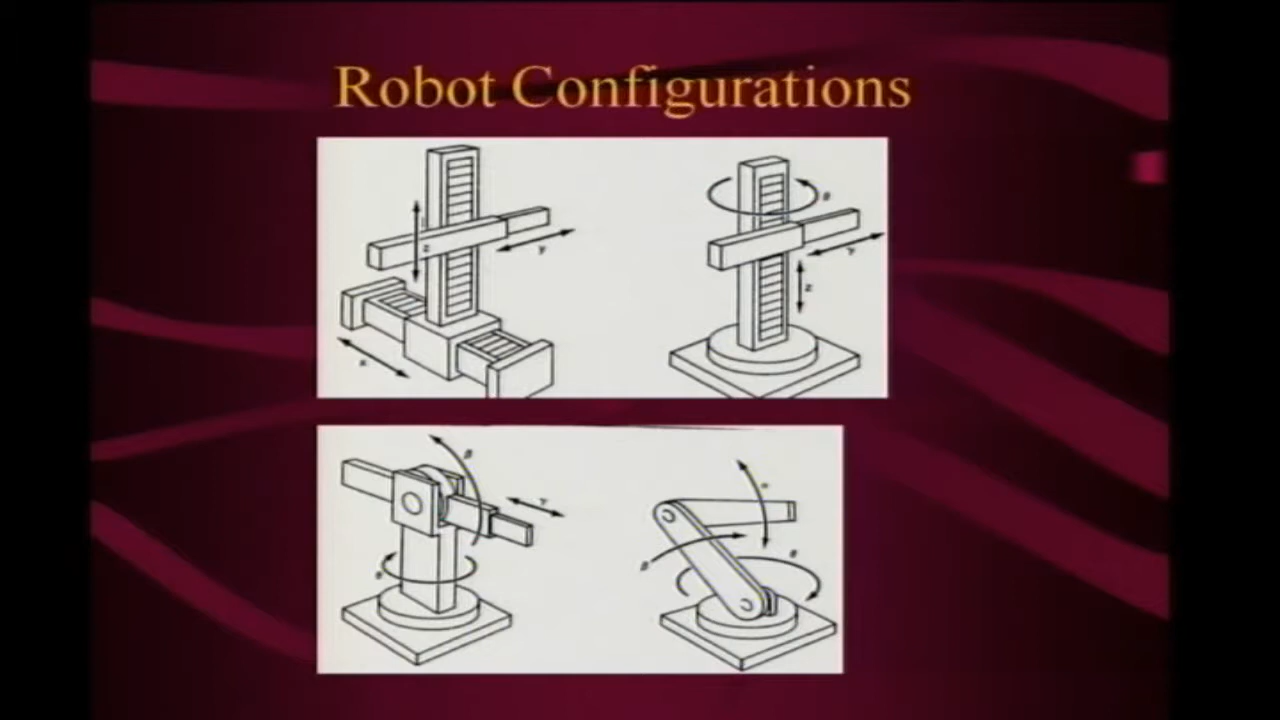 Robot Configurations
z
y
x
θ
z
β
β
θ